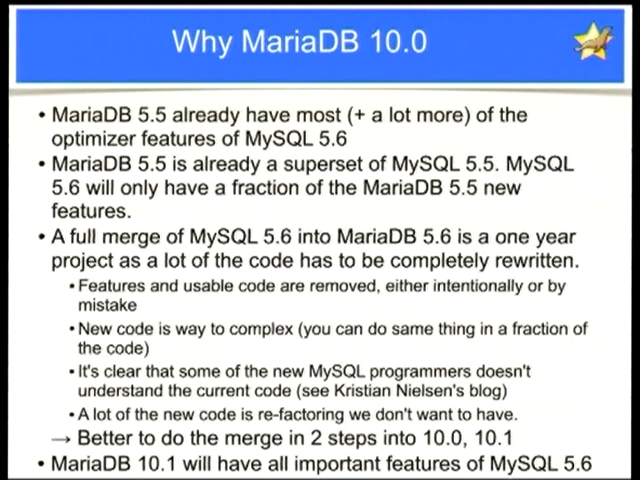 Why MariaDB 10.0
• MariaDB 5.5 already have most (+ a lot more) of the
optimizer features of MySQL 5.6
• MariaDB 5.5 is already a superset of MySQL 5.5. MySQL
5.6 will only have a fraction of the MariaDB 5.5 new
features.
• A full merge of MySQL 5.6 into MariaDB 5.6 is a one year
project as a lot of the code has to be completely rewritten.
• Features and usable code are removed, either intentionally or by
mistake
• New code is way to complex (you can do same thing in a fraction of
the code)
• It's clear that some of the new MySQL programmers doesn't
understand the current code (see Kristian Nielsen's blog)
• A lot of the new code is re-factoring we don't want to have.
→ Better to do the merge in 2 steps into 10.0, 10.1
• MariaDB 10.1 will have all important features of MySQL 5.6